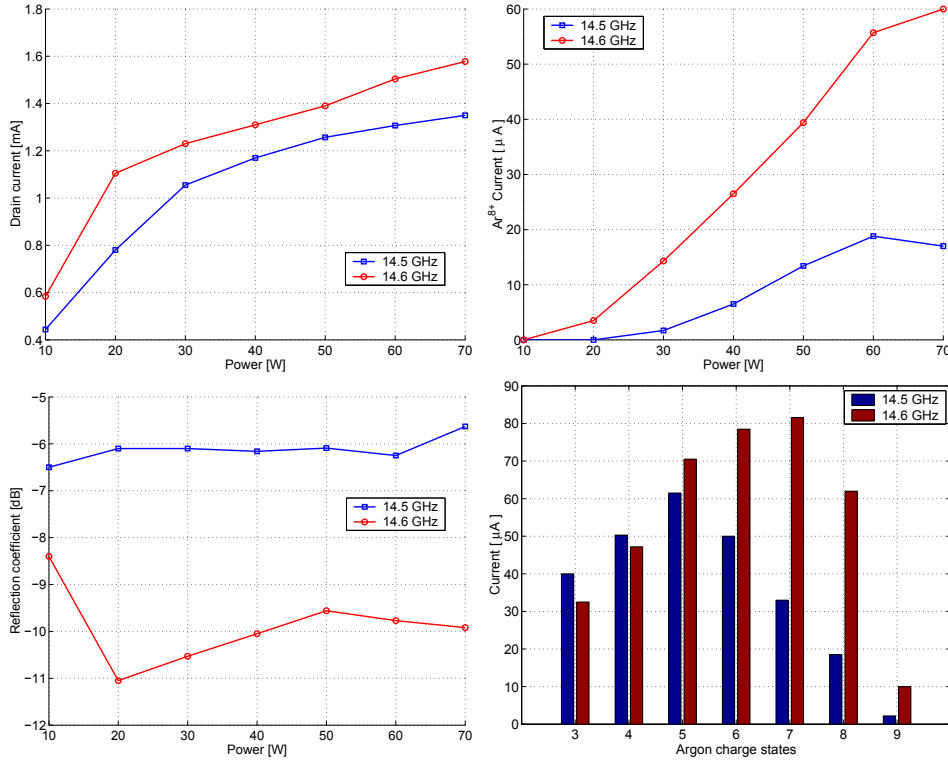 1.8
1.6
1.4
1.2
1
0.8
0.6
0.4
Drain current [mA]
14.5 GHz
14.6 GHz
10 20 30 40 50 60 70
Power [W]
60
50
40
30
20
10
0
Ar8+ Current [ μ A ]
14.5 GHz
14.6 GHz
10 20 30 40 50 60 70
Power [W]
−5
−6
−7
−8
−9
−10
−11
−12
Reflection coefficient [dB]
14.5 GHz
14.6 GHz
10 20 30 40 50 60 70
Power [W]
90
80
70
60
50
40
30
20
10
0
Current [ μA ]
14.5 GHz
14.6 GHz
3 4 5 6 7 8 9
Argon charge states